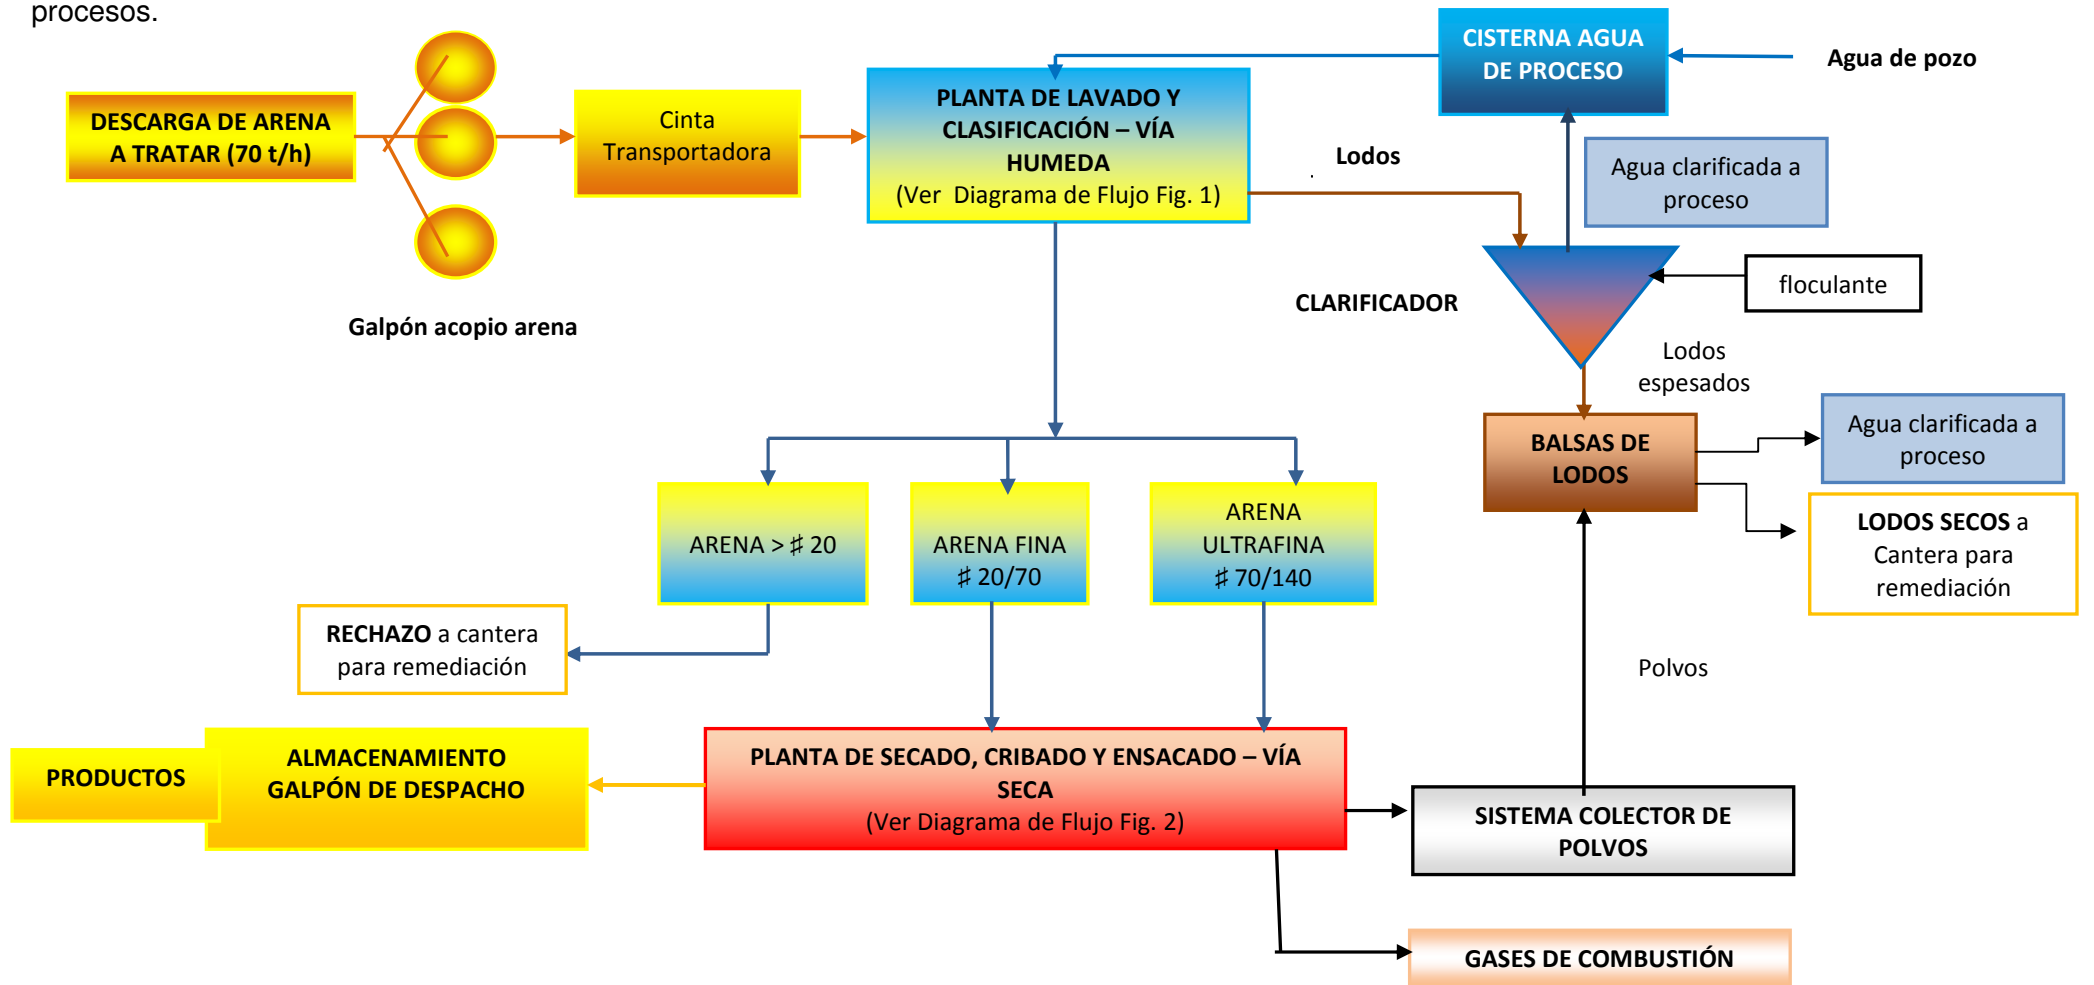 procesos.
CISTERNA AGUA
DE PROCESO
Agua de pozo
DESCARGA DE ARENA
A TRATAR (70 t/h)
Cinta
Transportadora
PLANTA DE LAVADO Y
CLASIFICACIÓN – VÍA
HUMEDA
(Ver  Diagrama de Flujo Fig. 1)
Lodos
Agua clarificada a
proceso
Galpón acopio arena
CLARIFICADOR
floculante
Lodos
espesados
BALSAS DE
LODOS
Agua clarificada a
proceso
LODOS SECOS a
Cantera para
remediación
ARENA > ♯ 20
ARENA FINA
♯ 20/70
ARENA
ULTRAFINA
♯ 70/140
RECHAZO a cantera
para remediación
Polvos
PRODUCTOS
ALMACENAMIENTO
GALPÓN DE DESPACHO
PLANTA DE SECADO, CRIBADO Y ENSACADO – VÍA
SECA
(Ver Diagrama de Flujo Fig. 2)
SISTEMA COLECTOR DE
POLVOS
GASES DE COMBUSTIÓN